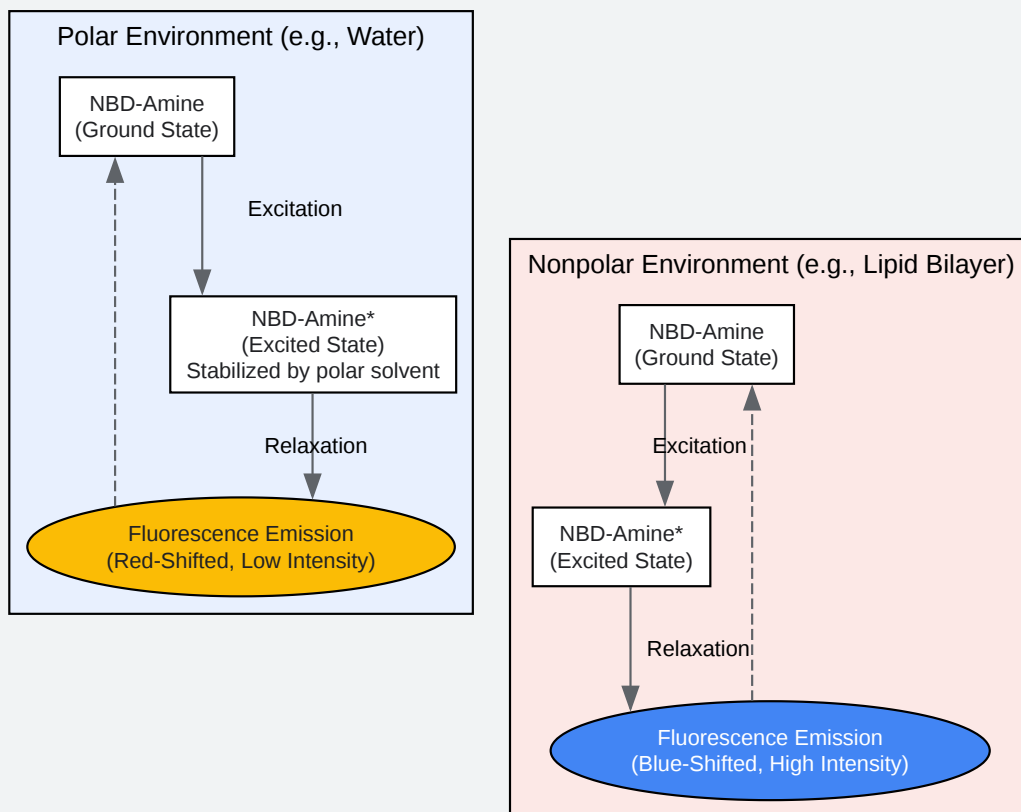 Polar Environment (e.g., Water)
NBD-Amine
(Ground State)
Excitation
NBD-Amine*
(Excited State)
Stabilized by polar solvent
Relaxation
Fluorescence Emission
(Red-Shifted, Low Intensity)
Nonpolar Environment (e.g., Lipid Bilayer)
NBD-Amine
(Ground State)
Excitation
NBD-Amine*
(Excited State)
Relaxation
Fluorescence Emission
(Blue-Shifted, High Intensity)